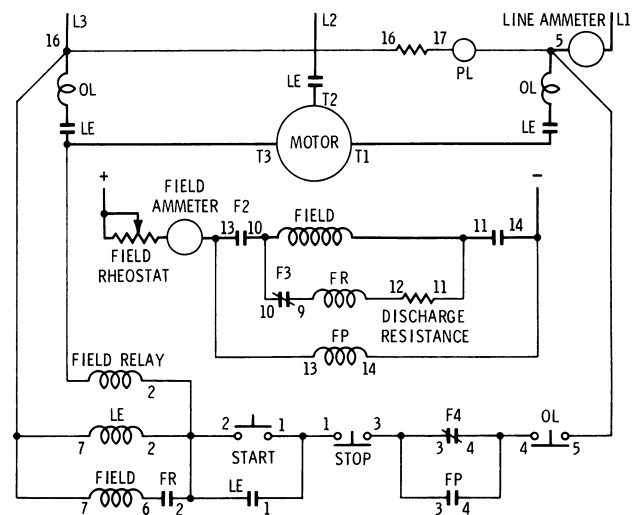 L3
L2
LINE AMMETER
L1
16
16
17
5
PL
OL
LE
OL
T2
LE
MOTOR
LE
T3
T1
+
FIELD
AMMETER
-
F2
FIELD
13
10
11
14
FIELD
RHEOSTAT
F3
FR
12
11
10
9
DISCHARGE
RESISTANCE
FP
13
14
FIELD RELAY
2
LE
2
1
1
3
F4
OL
7
2
START
STOP
3
4
4
5
FIELD
FR
LE
FP
7
6
2
1
3
4